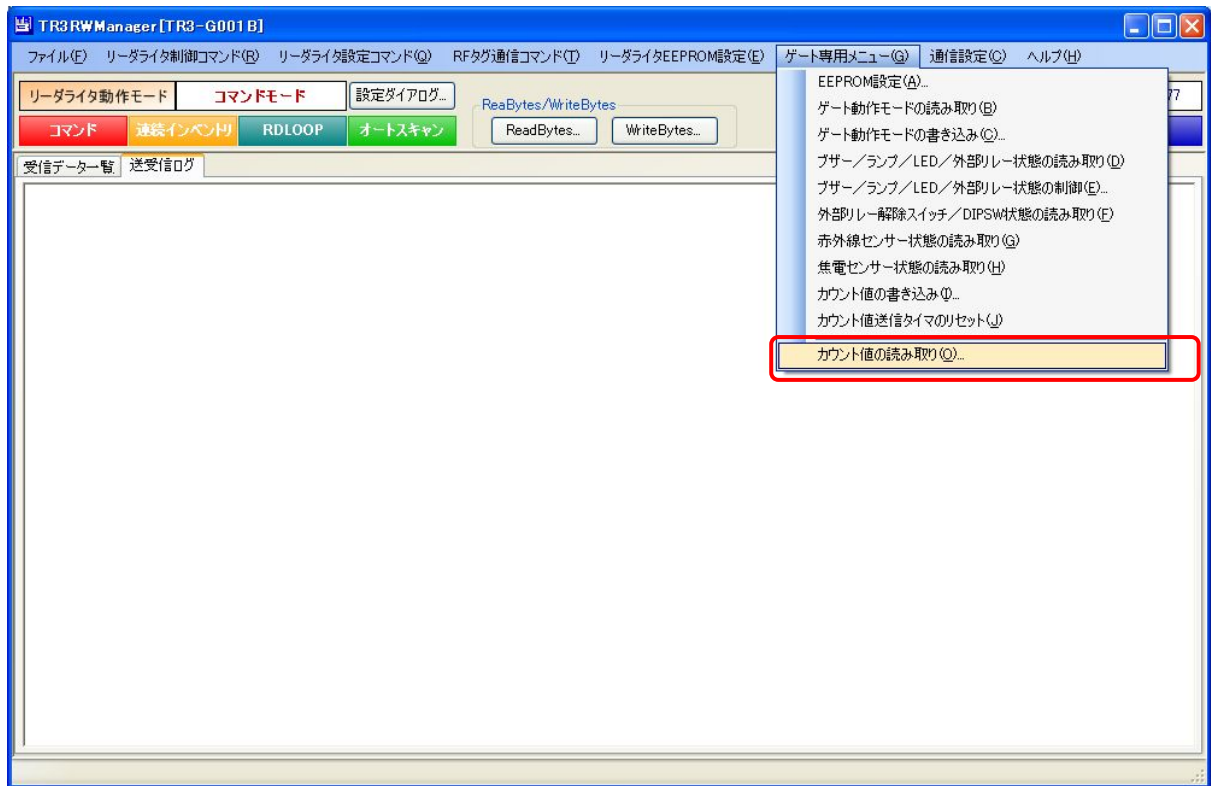 TR3RWManager[TR3-G001B]
ファイル(F) リーダライタ制御コマンド(R) リーダライタ設定コマンド(Q) RFタグ通信コマンド(T) リーダライタEEPROM設定(E) ゲート専用メニュー(G) 通信設定(C) ヘルプ(H)
リーダライタ動作モード コマンドモード 設定ダイアログ... ReaBytes/WriteBytes 77
コマンド 連続インベントリ RDLOOP オートスキャン ReadBytes... WriteBytes...
受信データ一覧 送受信ログ
EEPROM設定(A)...
ゲート動作モードの読み取り(B)
ゲート動作モードの書き込み(C)...
ブザー/ランプ/LED/外部リレー状態の読み取り(D)
ブザー/ランプ/LED/外部リレー状態の制御(E)...
外部リレー解除スイッチ/DIPSW状態の読み取り(F)
赤外線センサー状態の読み取り(G)
焦電センサー状態の読み取り(H)
カウント値の書き込み(I)...
カウント値送信タイマのリセット(J)
カウント値の読み取り(O)...